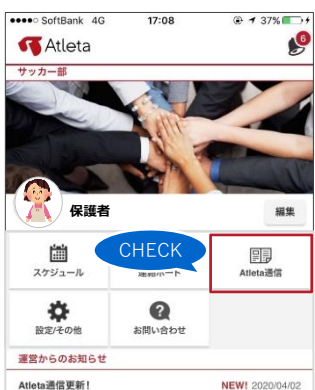 SoftBank 4G 17:08 37%
Atleta
6
サッカー部
保護者
編集
CHECK
スケジュール
Atleta通信
設定/その他
お問い合わせ
運営からのお知らせ
Atleta通信更新!
NEW! 2020/04/02